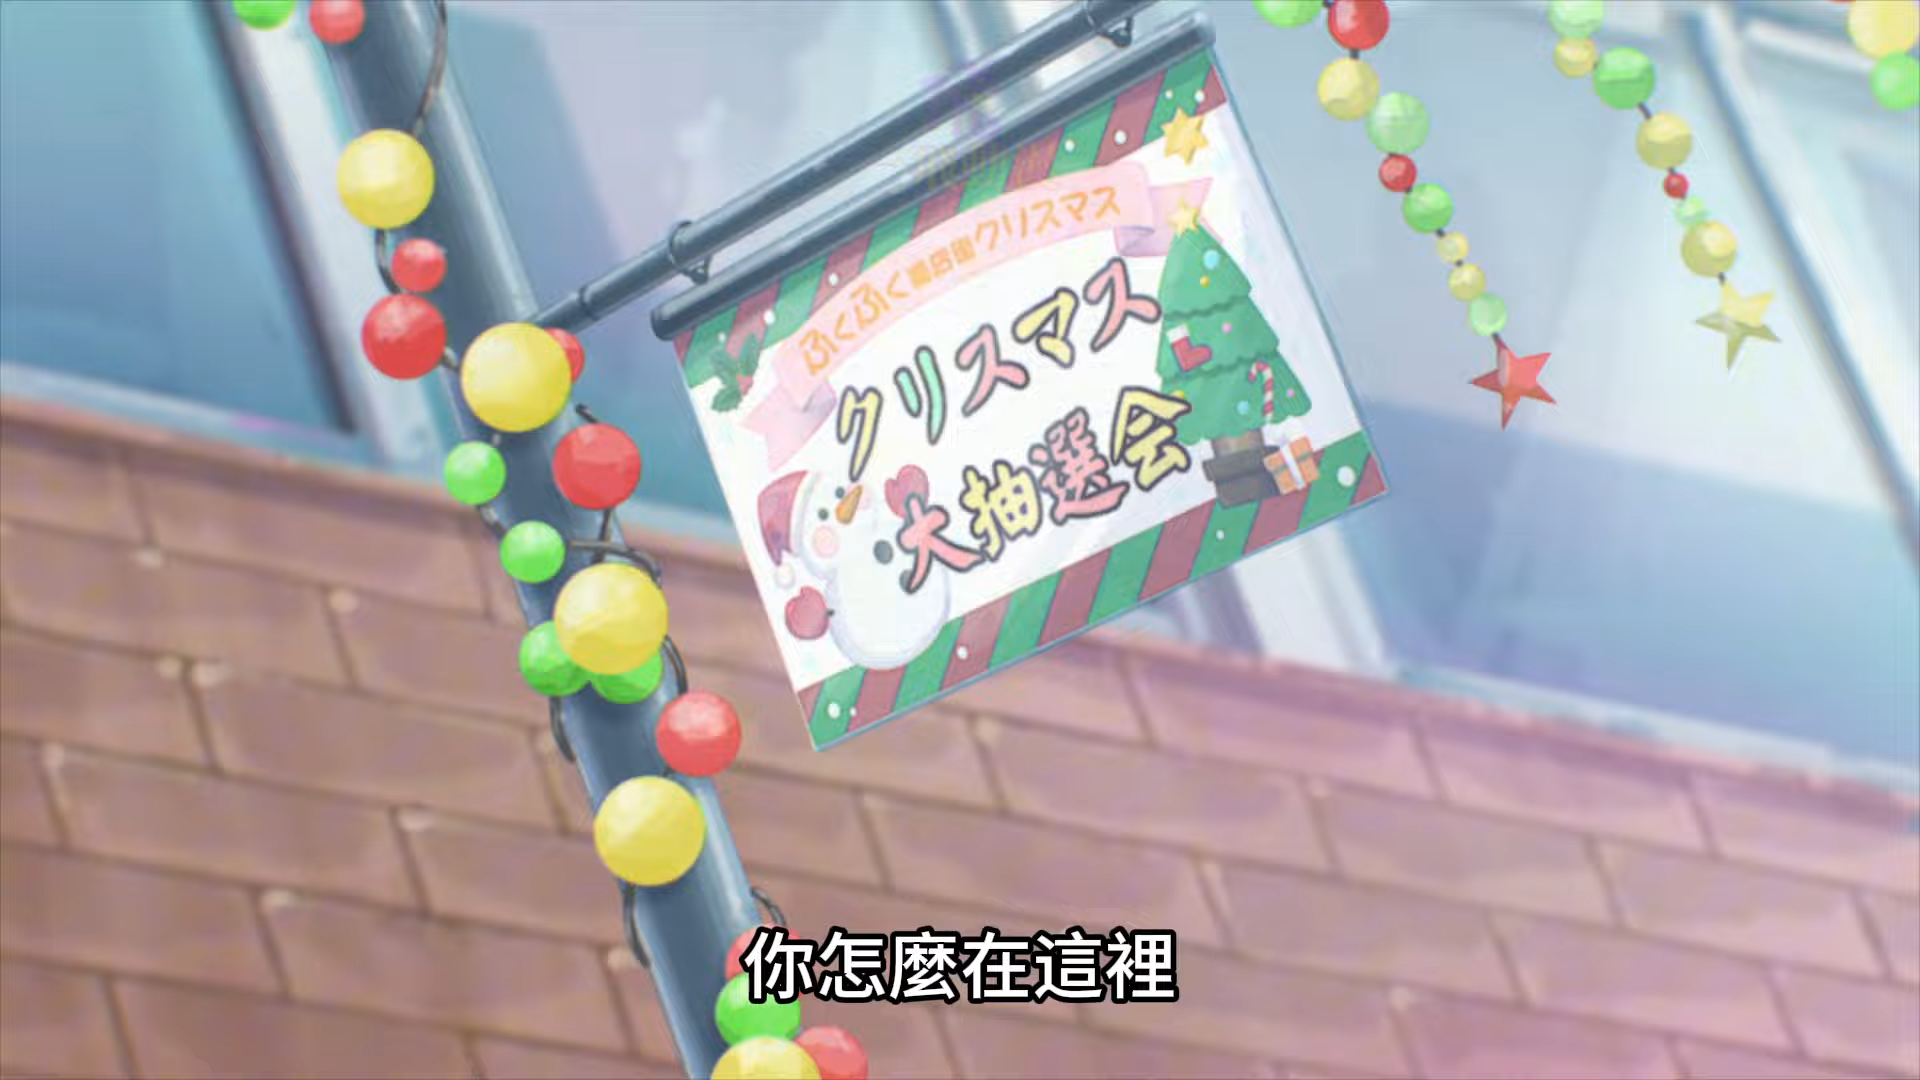 ふくふく商店街クリスマス
クリスマス
大抽選会
你怎麼在這裡